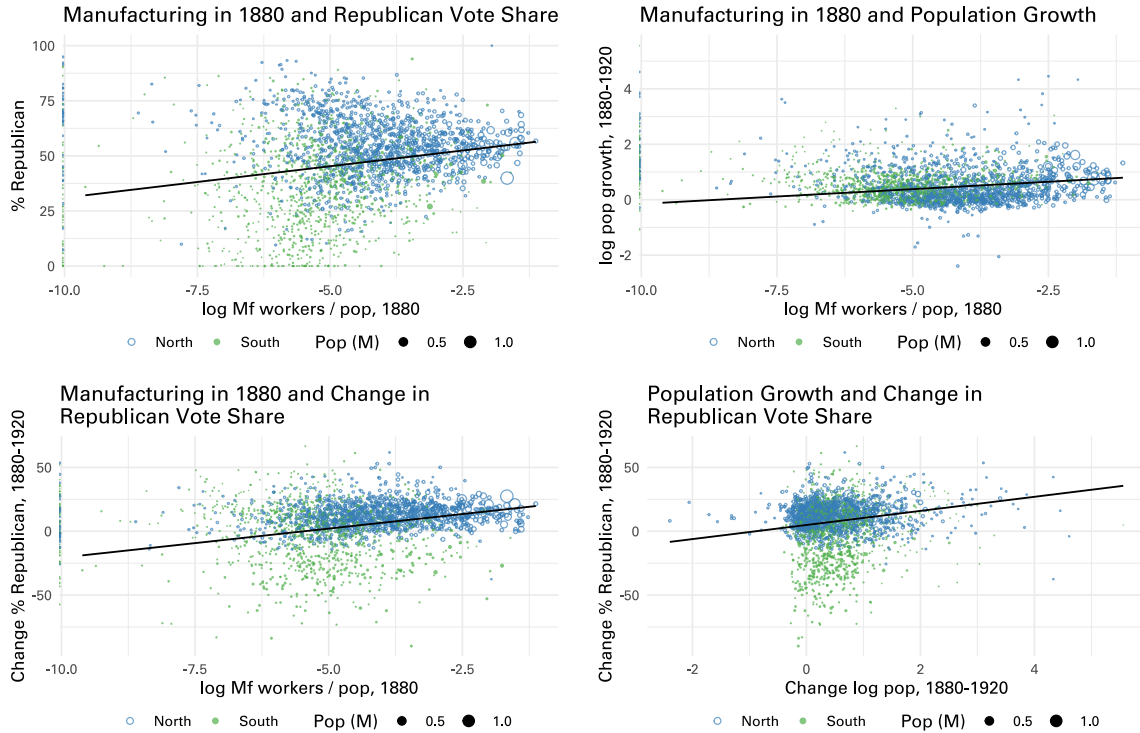 Manufacturing in 1880 and Republican Vote Share
% Republican
100
75
50
25
0
-10.0 -7.5 -5.0 -2.5
log Mf workers / pop, 1880
North South Pop (M) 0.5 1.0
Manufacturing in 1880 and Population Growth
log pop growth, 1880-1920
4
2
0
-2
-10.0 -7.5 -5.0 -2.5
log Mf workers / pop, 1880
North South Pop (M) 0.5 1.0
Manufacturing in 1880 and Change in
Republican Vote Share
Change % Republican, 1880-1920
50
0
-50
-10.0 -7.5 -5.0 -2.5
log Mf workers / pop, 1880
North South Pop (M) 0.5 1.0
Population Growth and Change in
Republican Vote Share
Change % Republican, 1880-1920
50
0
-50
-2 0 2 4
Change log pop, 1880-1920
North South Pop (M) 0.5 1.0